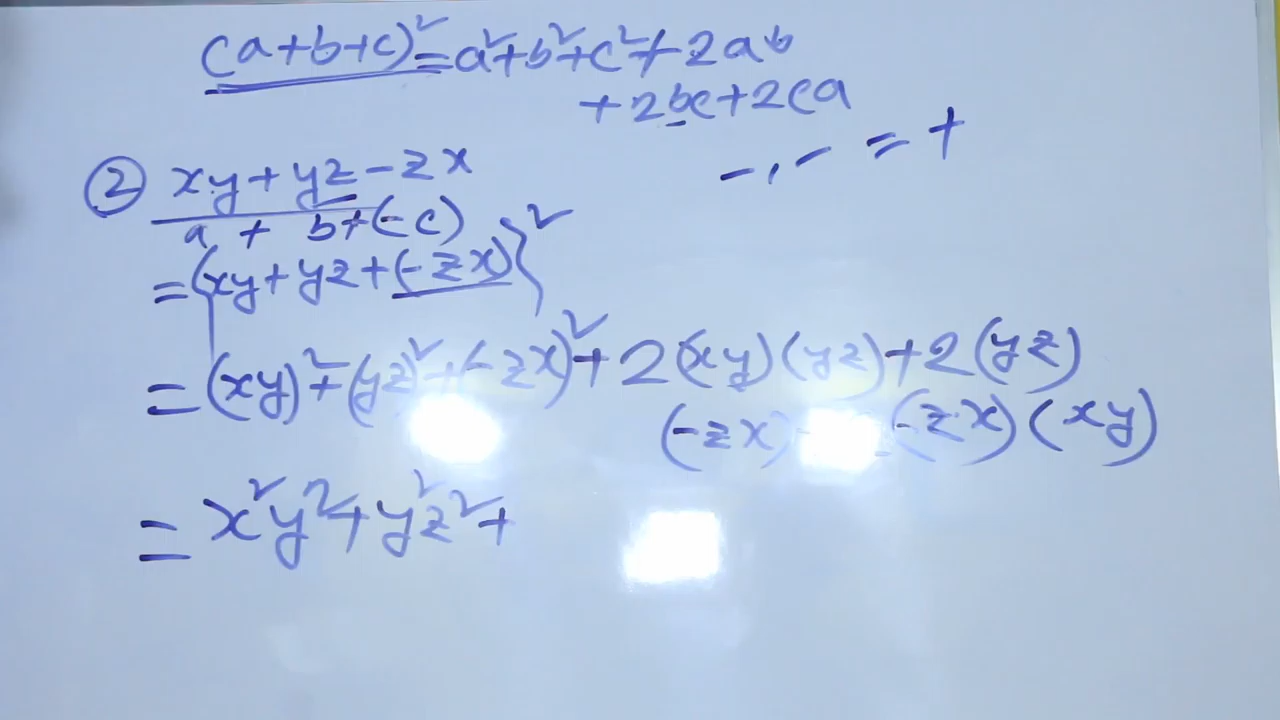 (a+b+c)²=a²+b²+c²+2ab
+2bc+2ca
-,- = +
② xy+yz-zx
a + b+(-c)
={xy+yz+(-zx)}²
=(xy)²+(yz)²+(-zx)²+2(xy)(yz)+2(yz)
(-zx) (-zx)(xy)
=x²y²+y²z²+